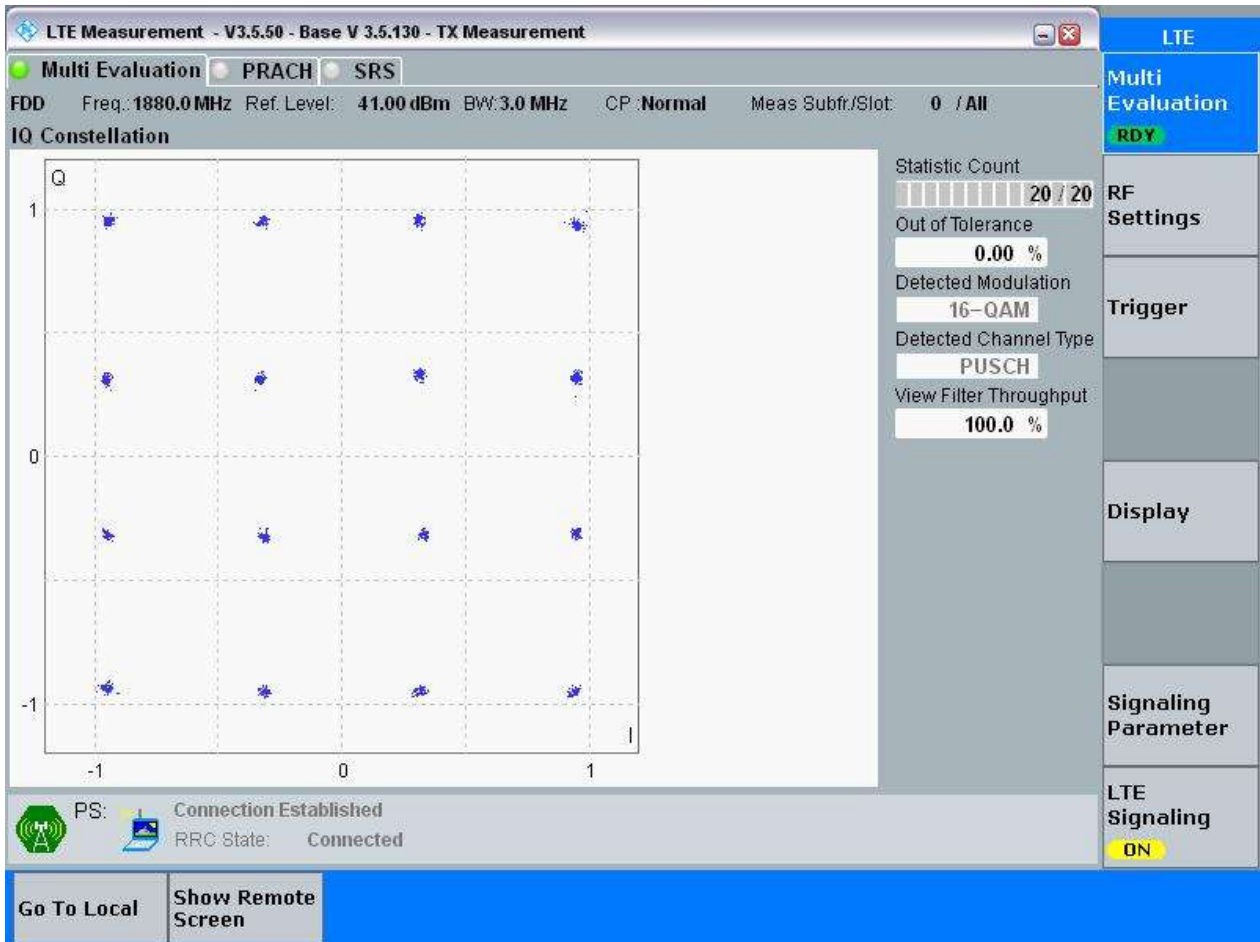 LTE Measurement - V3.5.50 - Base V 3.5.130 - TX Measurement
LTE
Multi Evaluation PRACH SRS
Multi Evaluation
RDY
FDD Freq.: 1880.0 MHz Ref. Level: 41.00 dBm BW: 3.0 MHz CP : Normal Meas Subfr./Slot: 0 / All
IQ Constellation
Q
1
0
-1
I
-1 0 1
Statistic Count
20 / 20
Out of Tolerance
0.00 %
Detected Modulation
16-QAM
Detected Channel Type
PUSCH
View Filter Throughput
100.0 %
RF
Settings
Trigger
Display
Signaling
Parameter
LTE
Signaling
ON
PS: Connection Established
RRC State: Connected
Go To Local
Show Remote
Screen